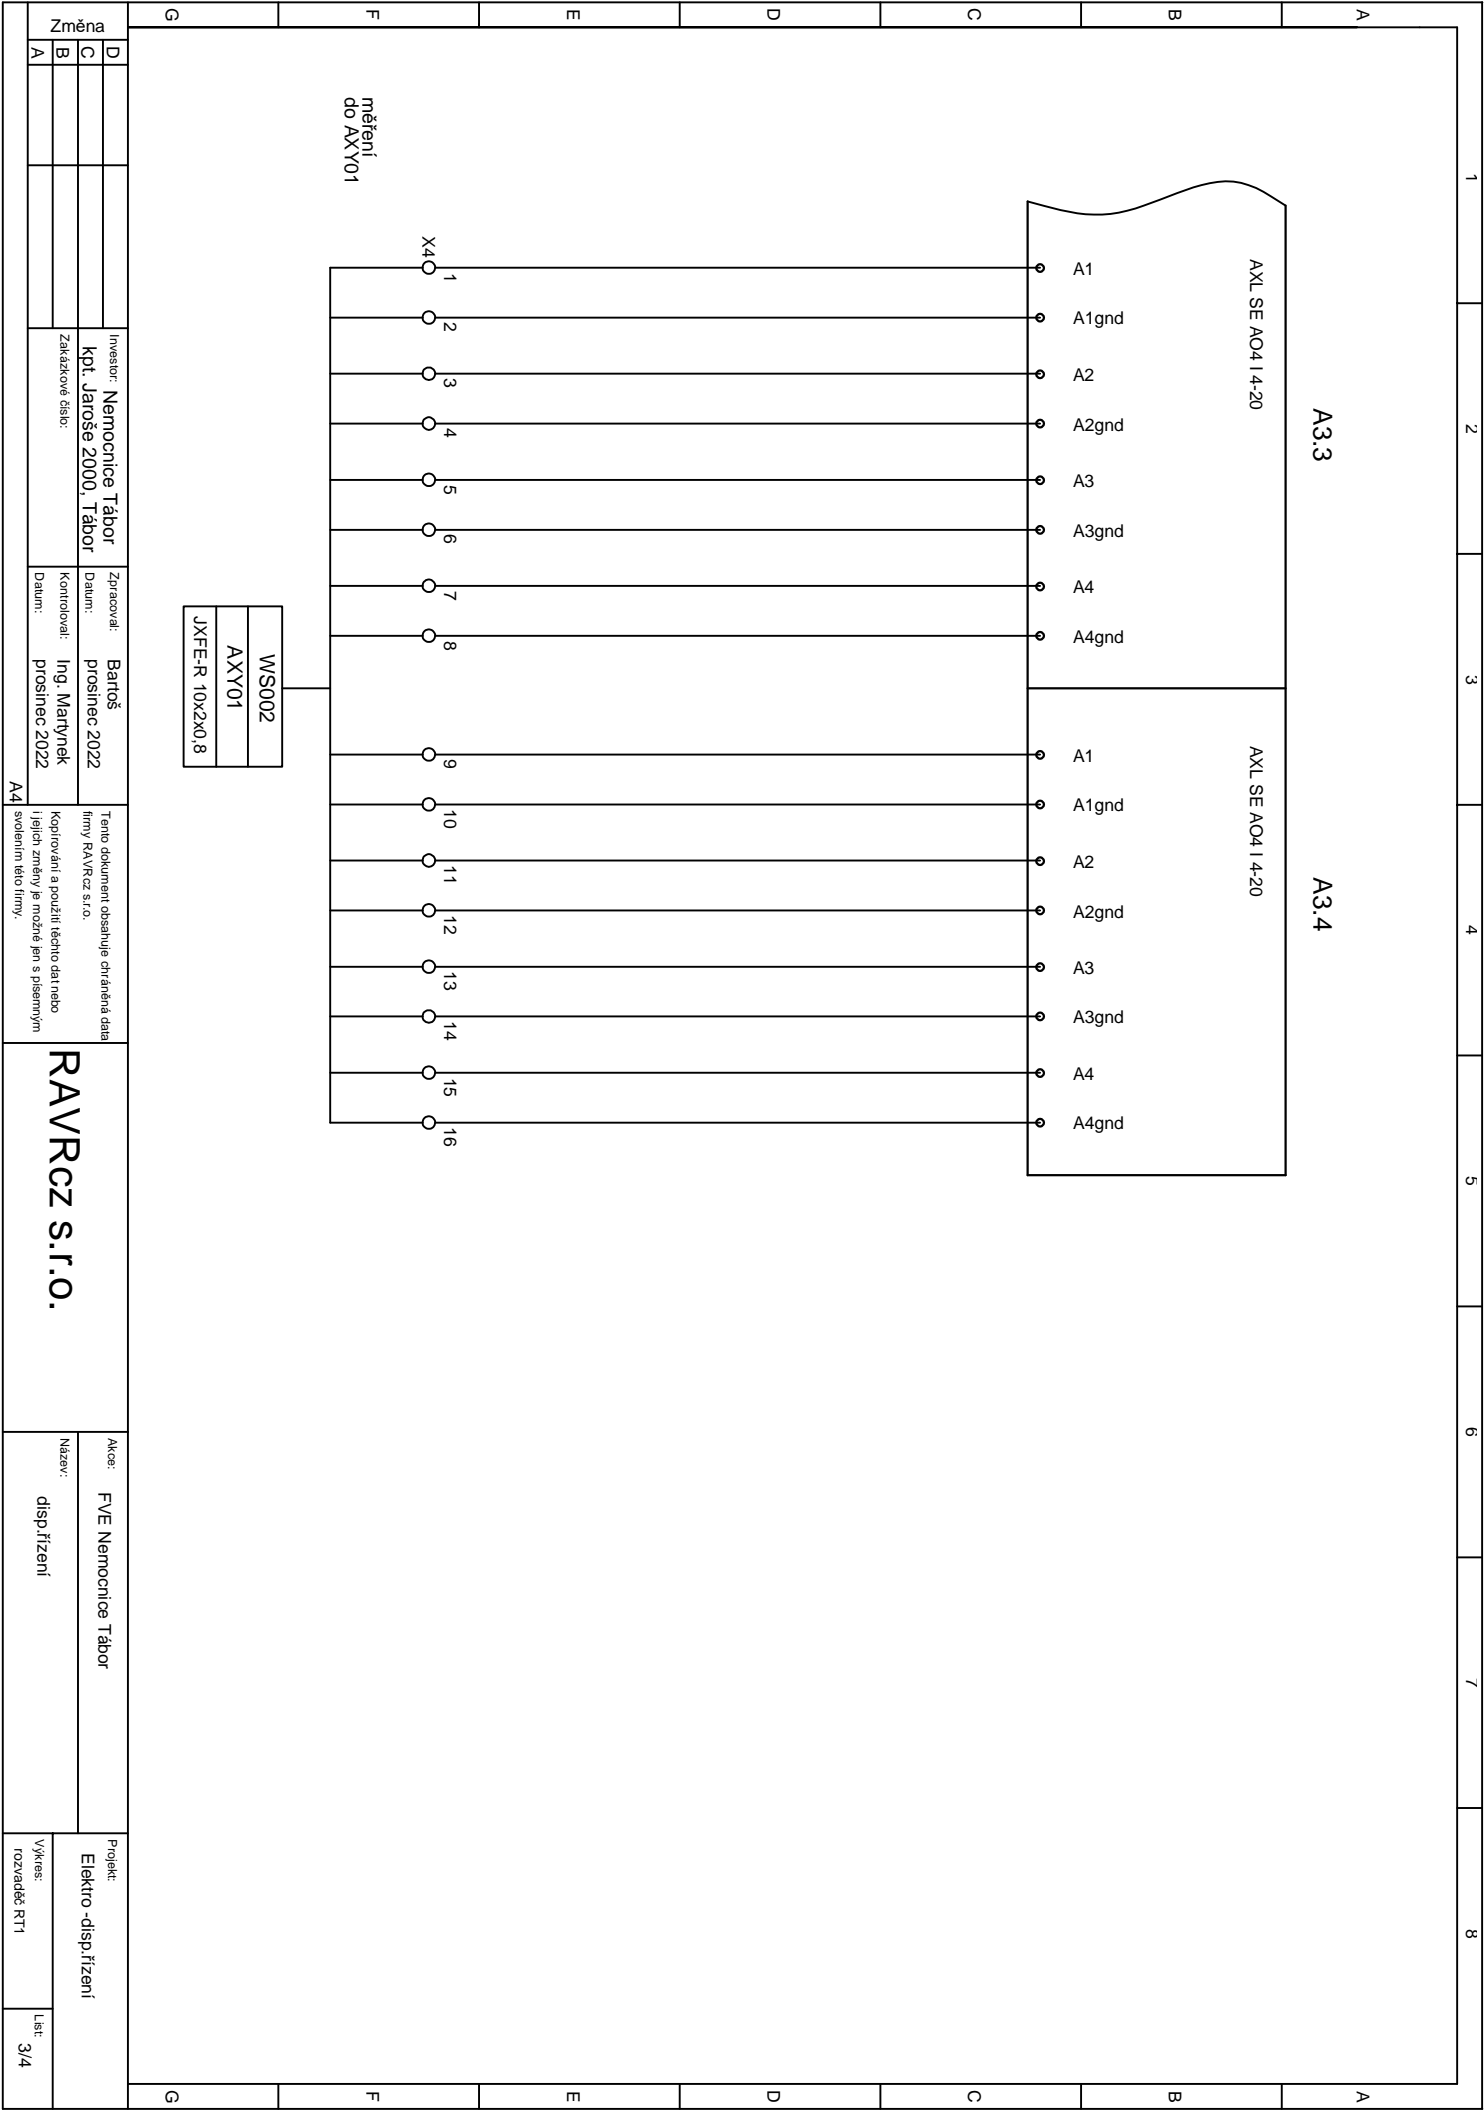 1
2
3
4
5
6
7
8
A
B
C
D
E
F
G
A
B
C
D
E
F
G
A3.3
A3.4
AXL SE AO4 I 4-20
AXL SE AO4 I 4-20
A1
A1gnd
A2
A2gnd
A3
A3gnd
A4
A4gnd
A1
A1gnd
A2
A2gnd
A3
A3gnd
A4
A4gnd
X4
1
2
3
4
5
6
7
8
9
10
11
12
13
14
15
16
měření
do AXY01
WS002
AXY01
JXFE-R 10x2x0,8
Změna
D
C
B
A
Investor: Nemocnice Tábor
kpt. Jaroše 2000, Tábor
Zakázkové číslo:
Zpracoval: Bartoš
Datum: prosinec 2022
Kontroloval: Ing. Martynek
Datum: prosinec 2022
A4
Tento dokument obsahuje chráněná data
firmy RAVRcz s.r.o.
Kopírování a použití těchto dat nebo
i jejich změny je možné jen s písemným
svolením této firmy.
RAVRcz s.r.o.
Akce: FVE Nemocnice Tábor
Název:
disp.řízení
Projekt:
Elektro -disp.řízení
Výkres:
rozvaděč RT1
List:
3/4